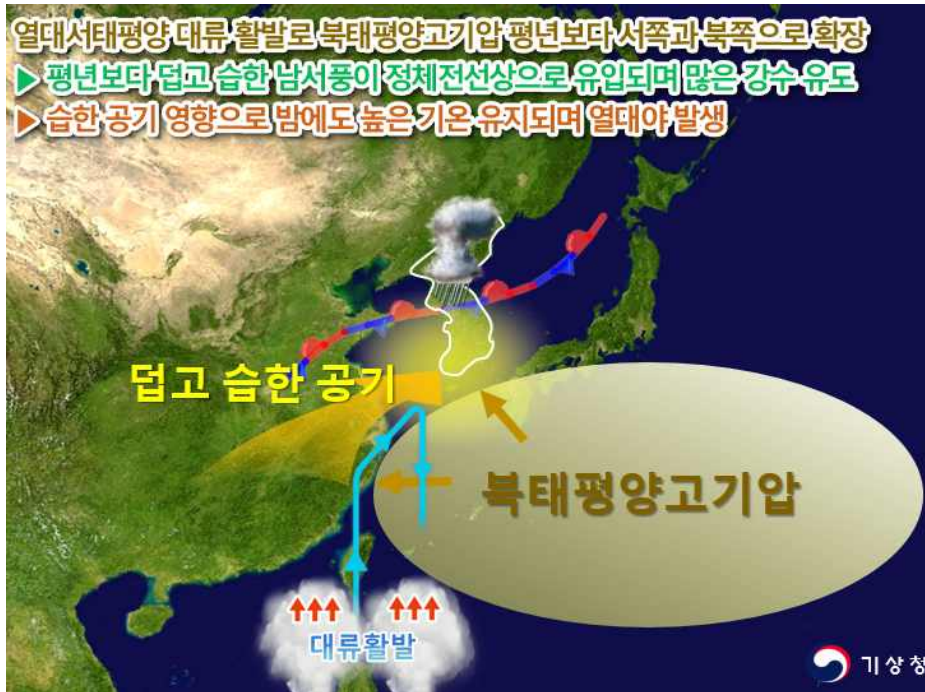 열대서태평양 대류 활발로 북태평양고기압 평년보다 서쪽과 북쪽으로 확장
▶ 평년보다 덥고 습한 남서풍이 정체전선상으로 유입되며 많은 강수 유도
▶ 습한 공기 영향으로 밤에도 높은 기온 유지되며 열대야 발생
덥고 습한 공기
북태평양고기압
대류활발
기상청